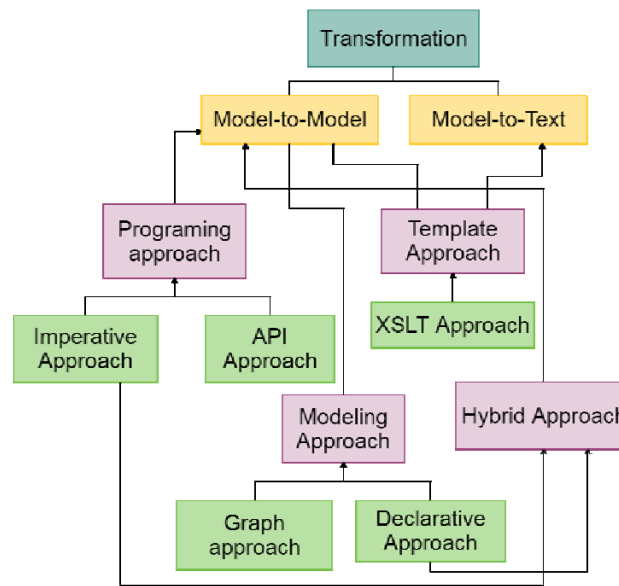 Transformation
Model-to-Model
Model-to-Text
Programing
approach
Template
Approach
Imperative
Approach
API
Approach
XSLT Approach
Modeling
Approach
Hybrid Approach
Graph
approach
Declarative
Approach